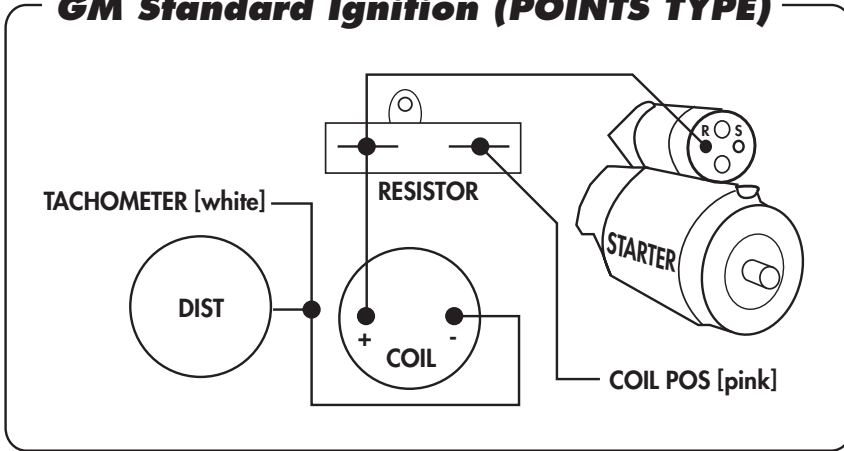 GM Standard Ignition (POINTS TYPE)
R S
RESISTOR
TACHOMETER [white]
STARTER
DIST
+ -
COIL
COIL POS [pink]